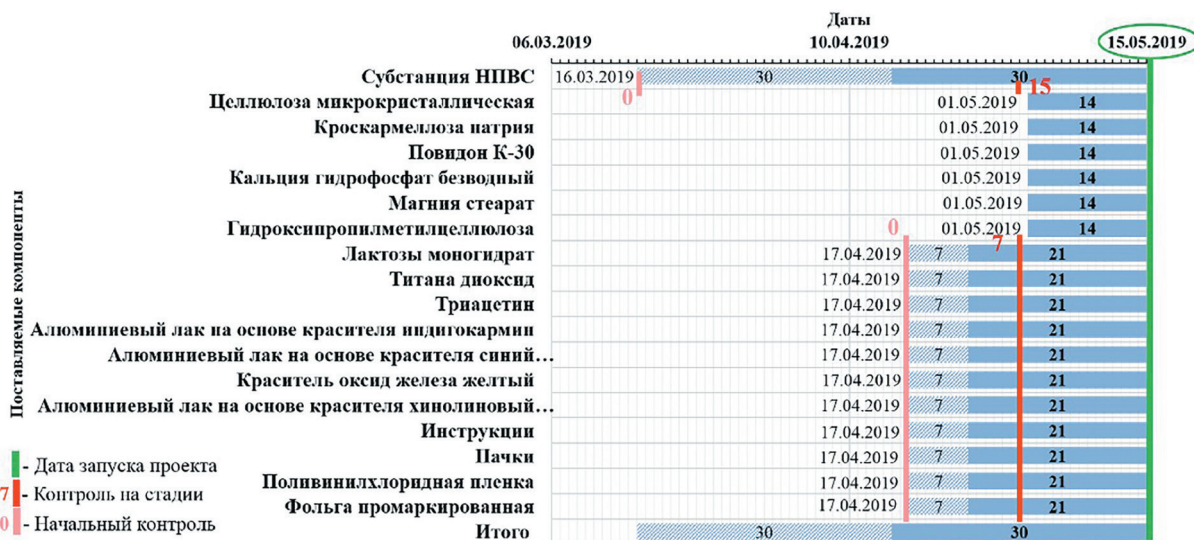 Даты
06.03.2019 10.04.2019 15.05.2019
Субстанция НПВС 16.03.2019 30 30
0 15
Целлюлоза микрокристаллическая 01.05.2019 14
Кроскармеллоза натрия 01.05.2019 14
Повидон К-30 01.05.2019 14
Кальция гидрофосфат безводный 01.05.2019 14
Магния стеарат 01.05.2019 14
Гидроксипропилметилцеллюлоза 0 01.05.2019 14
7
Лактозы моногидрат 17.04.2019 7 21
Титана диоксид 17.04.2019 7 21
Триацетин 17.04.2019 7 21
Алюминиевый лак на основе красителя индигокармин 17.04.2019 7 21
Алюминиевый лак на основе красителя синий... 17.04.2019 7 21
Краситель оксид железа желтый 17.04.2019 7 21
Алюминиевый лак на основе красителя хинолиновый... 17.04.2019 7 21
Инструкции 17.04.2019 7 21
Пачки 17.04.2019 7 21
Поливинилхлоридная пленка 17.04.2019 7 21
Фольга промаркированная 17.04.2019 7 21
Итого 30 30
Поставляемые компоненты
- Дата запуска проекта
7 - Контроль на стадии
0 - Начальный контроль